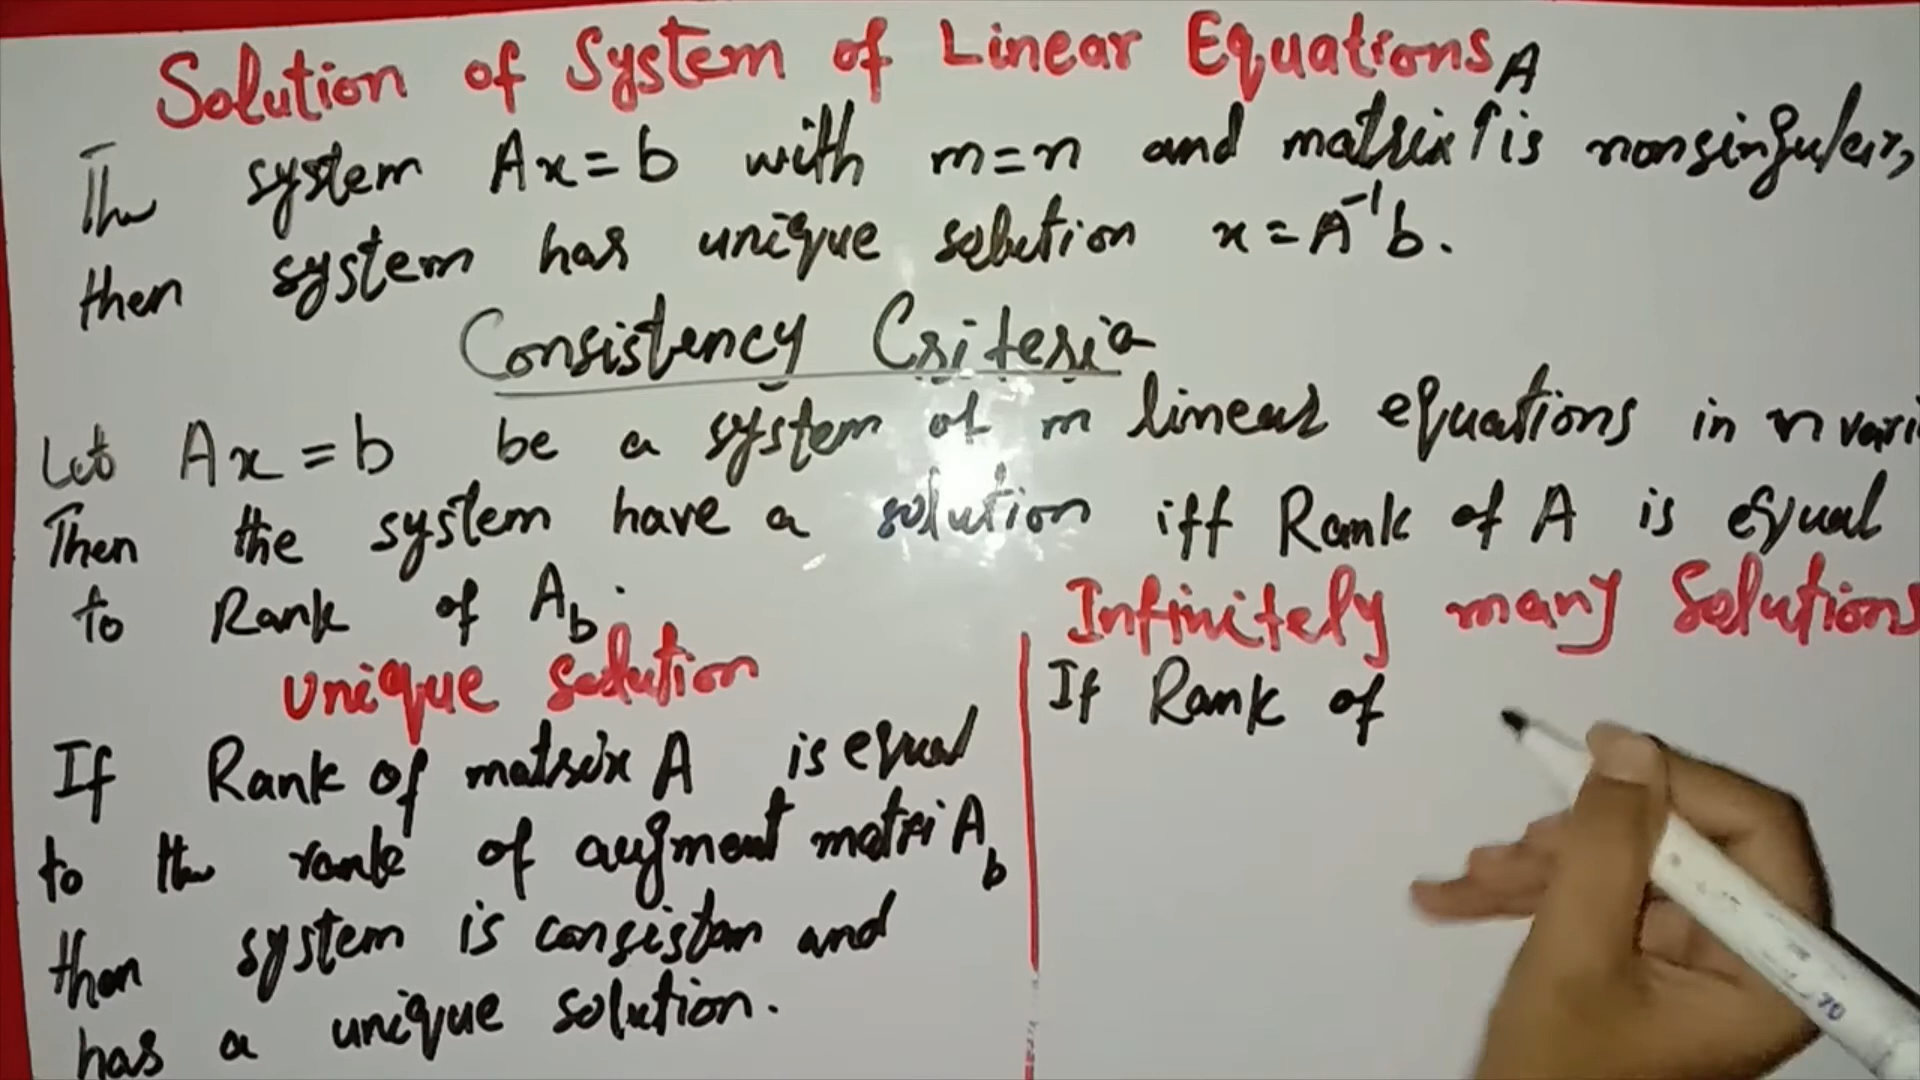 Solution of System of Linear Equations
The system Ax=b with m=n and matrix A is nonsingular,
then system has unique solution x=A⁻¹b.
Consistency Criteria
Let Ax=b be a system of m linear equations in n vari
Then the system have a solution iff Rank of A is equal
to Rank of A_b.
unique solution
If Rank of matrix A is equal
to the rank of augment matri A_b
then system is consistan and
has a unique solution.
Infinitely many Solutions
If Rank of